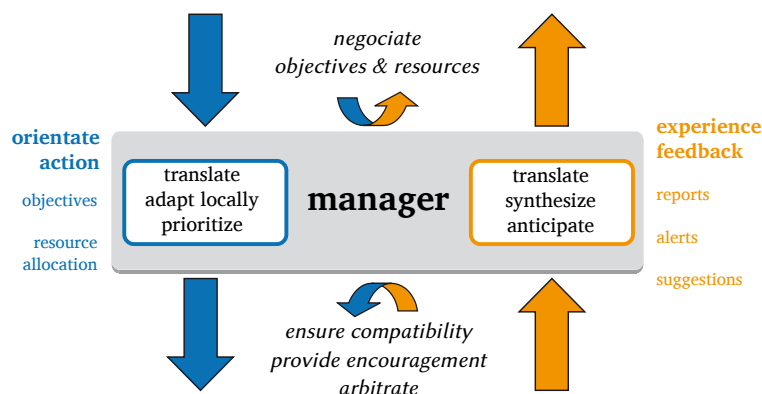 negociate
objectives & resources
orientate
action
objectives
resource
allocation
translate
adapt locally
prioritize
manager
translate
synthesize
anticipate
experience
feedback
reports
alerts
suggestions
ensure compatibility
provide encouragement
arbitrate